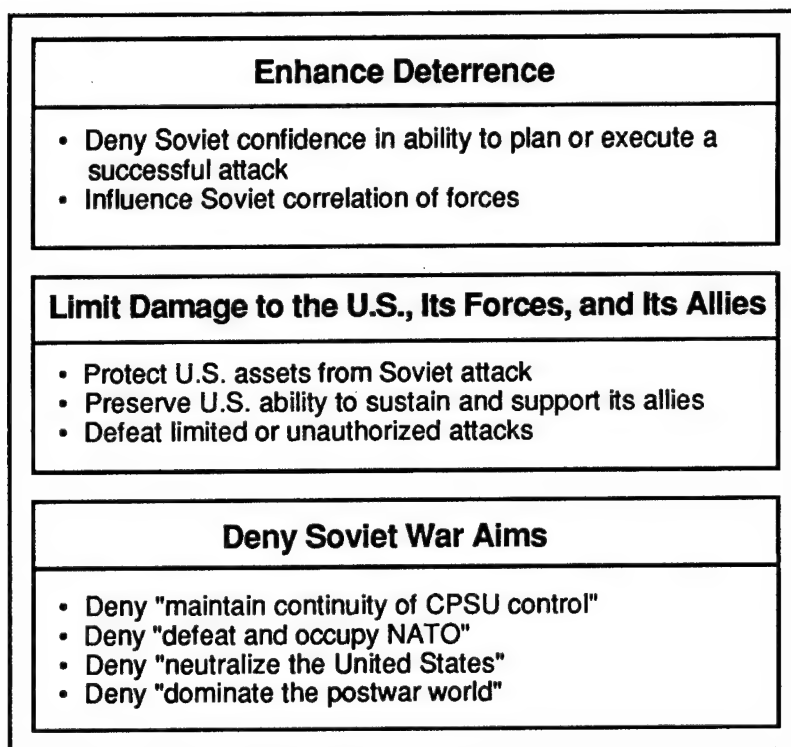 Enhance Deterrence
• Deny Soviet confidence in ability to plan or execute a
successful attack
• Influence Soviet correlation of forces
Limit Damage to the U.S., Its Forces, and Its Allies
• Protect U.S. assets from Soviet attack
• Preserve U.S. ability to sustain and support its allies
• Defeat limited or unauthorized attacks
Deny Soviet War Aims
• Deny "maintain continuity of CPSU control"
• Deny "defeat and occupy NATO"
• Deny "neutralize the United States"
• Deny "dominate the postwar world"